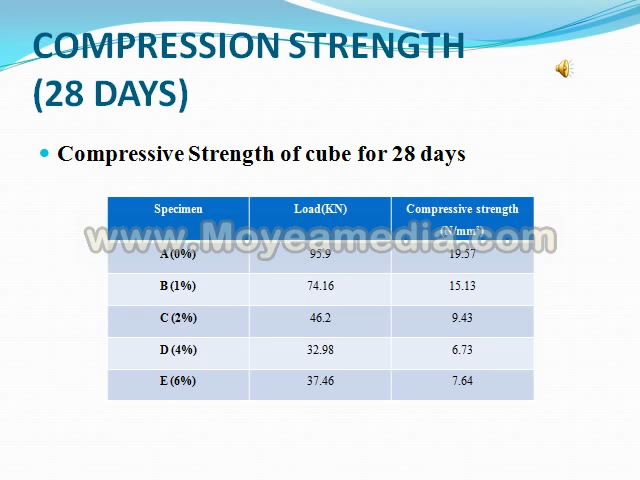 COMPRESSION STRENGTH
(28 DAYS)
Compressive Strength of cube for 28 days
Specimen Load(KN) Compressive strength
(N/mm²)
www.Moyeamedia.com
A (0%) 95.9 19.57
B (1%) 74.16 15.13
C (2%) 46.2 9.43
D (4%) 32.98 6.73
E (6%) 37.46 7.64